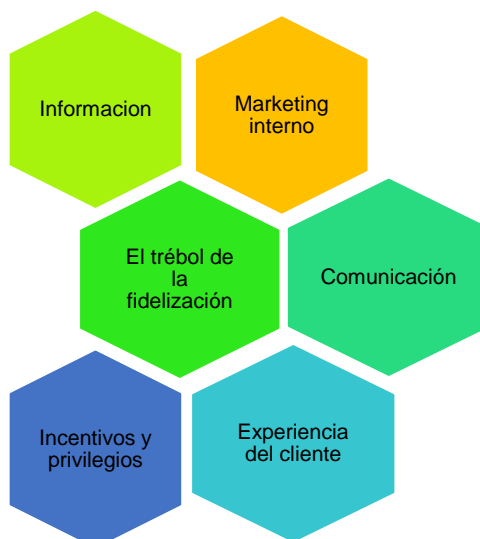 Informacion
Marketing
interno
El trébol de
la
fidelización
Comunicación
Incentivos y
privilegios
Experiencia
del cliente